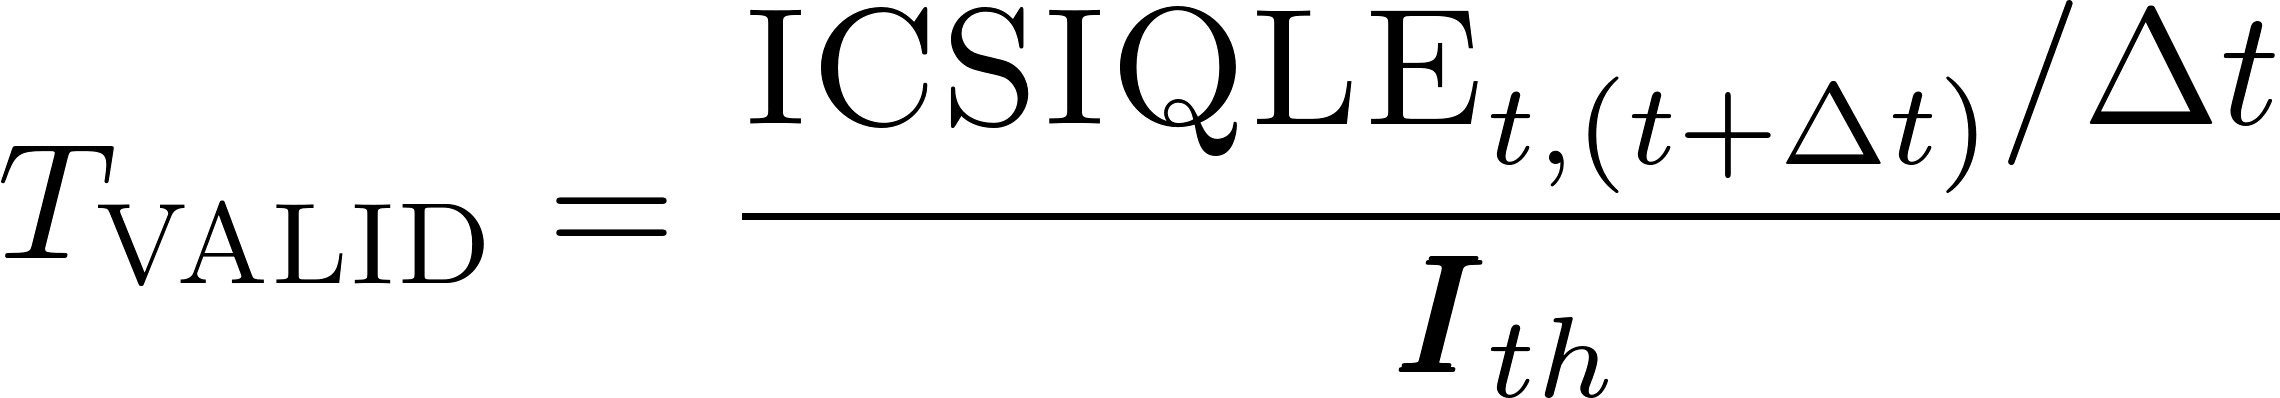 T_VALID = ICSIQLE_{t,(t+Δt)}/Δt / I_th